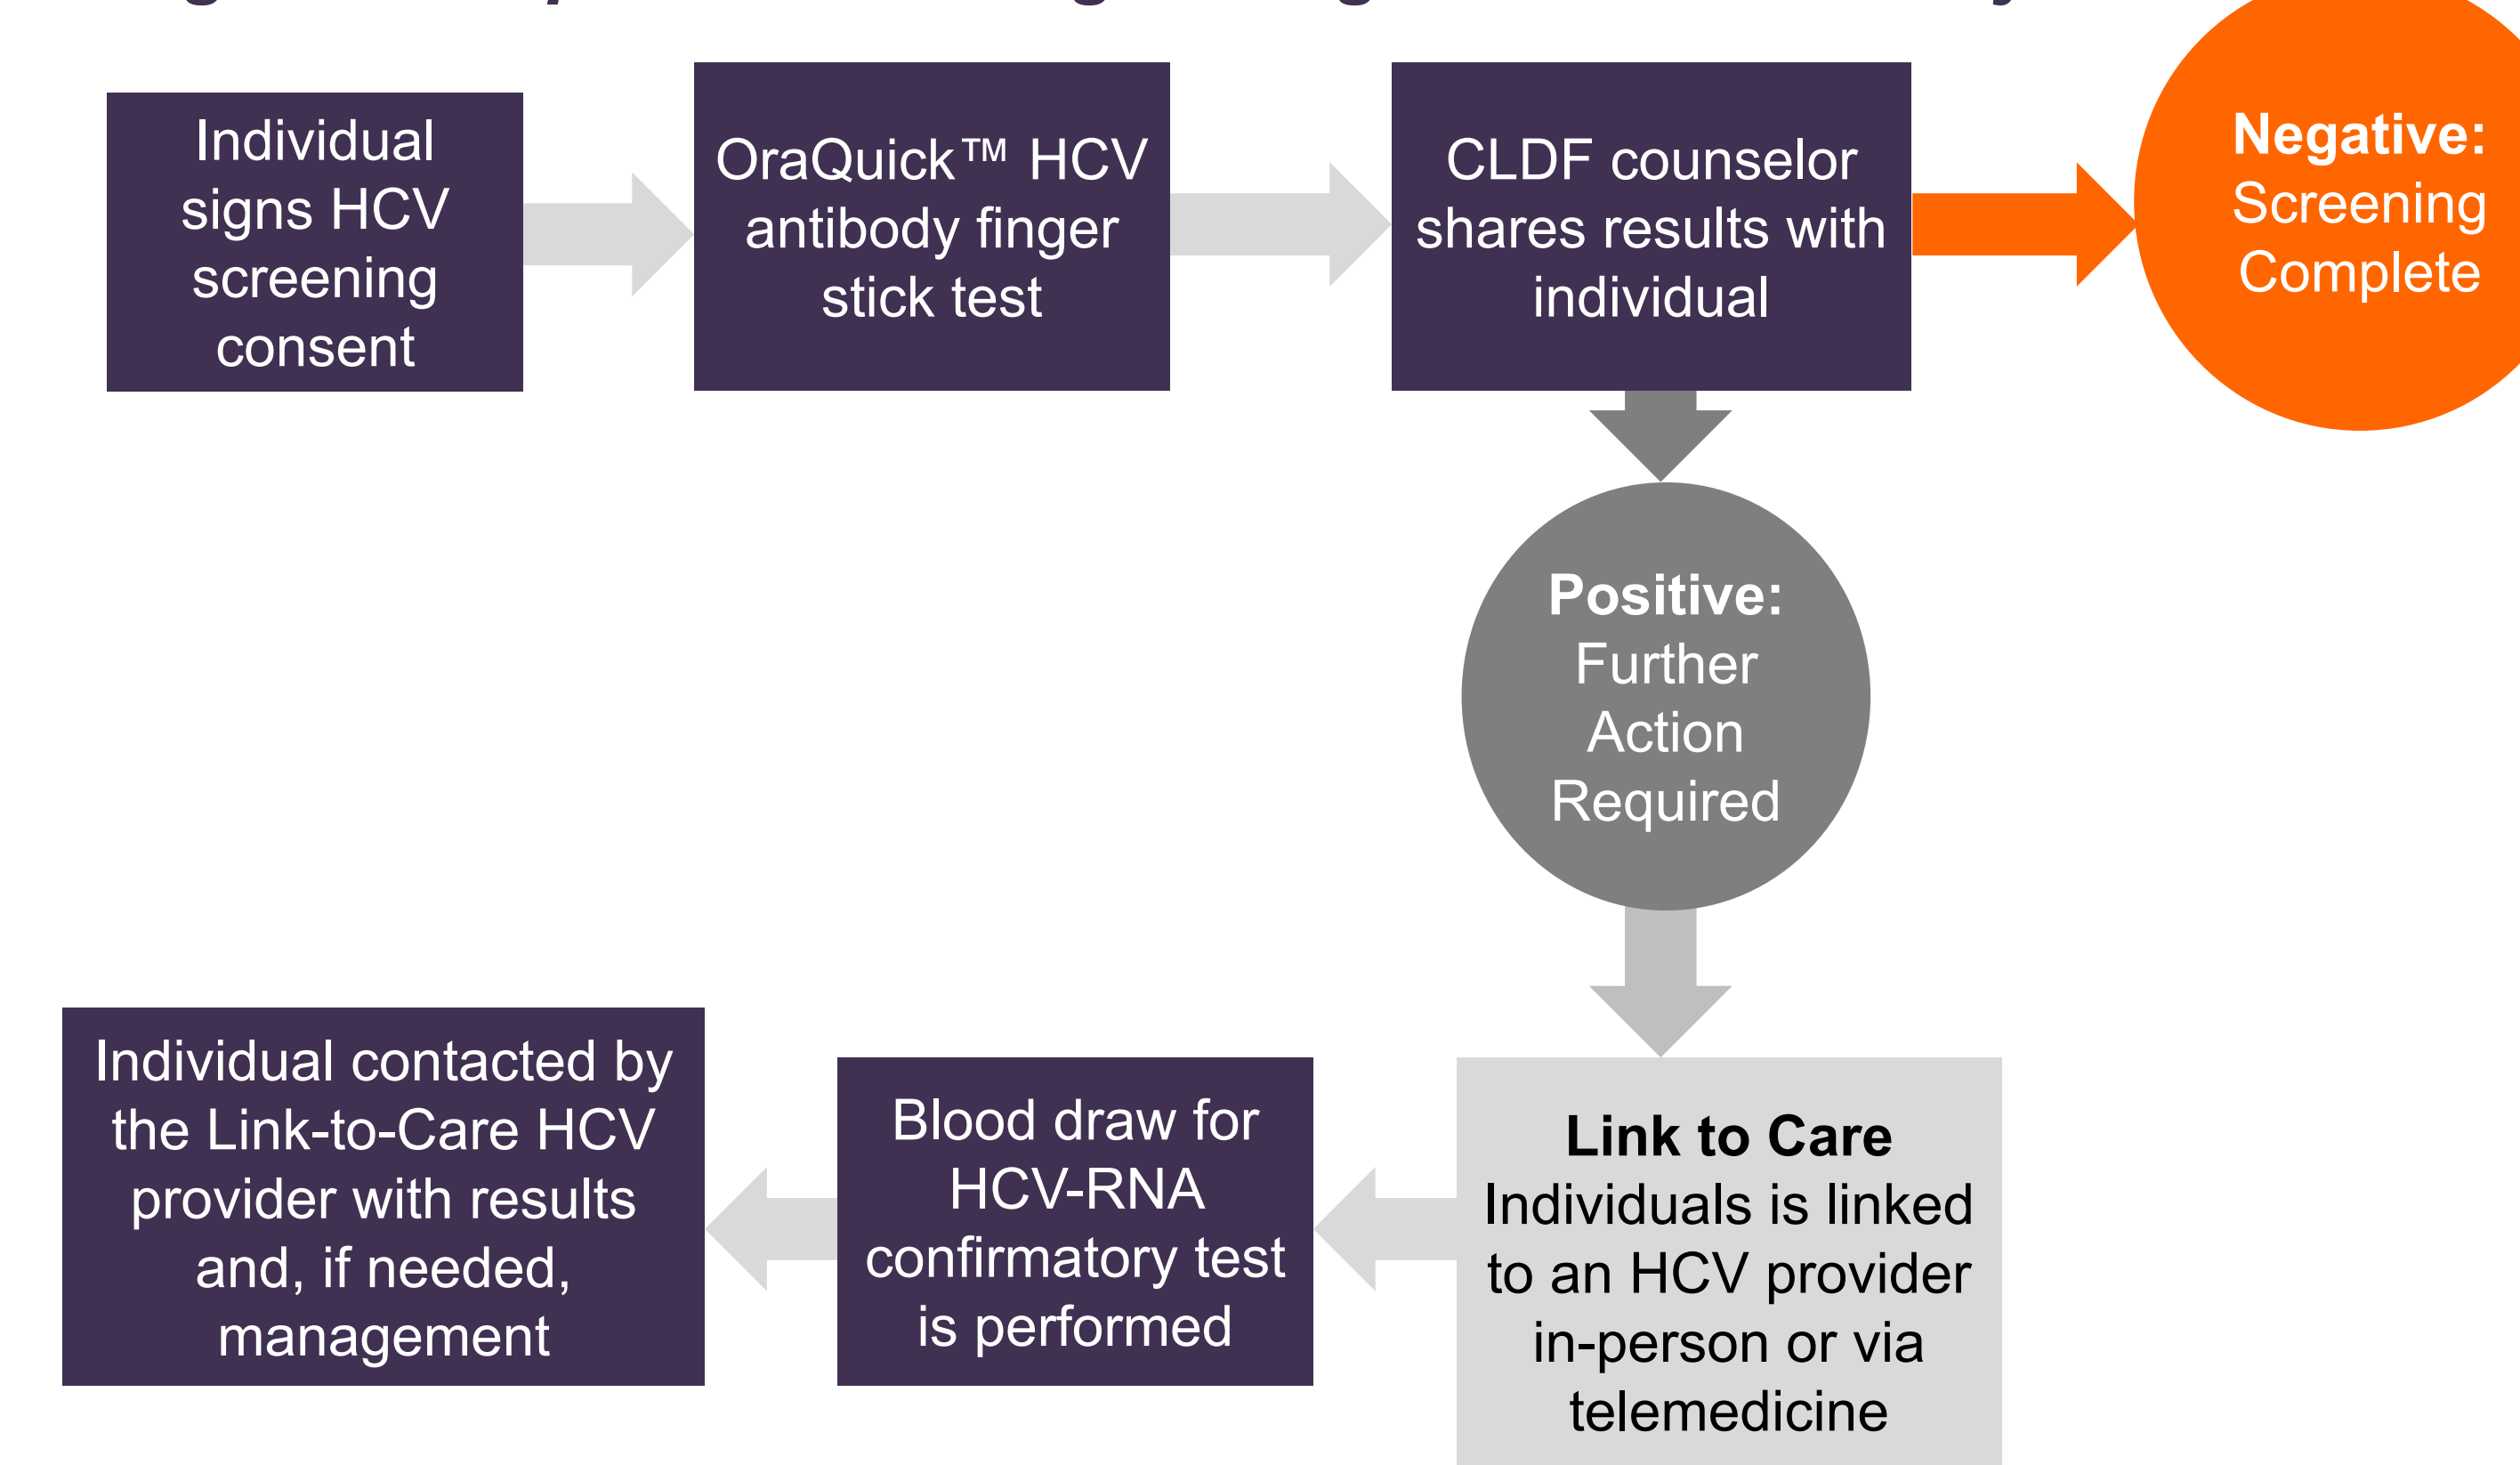 Individual
signs HCV
screening
consent
OraQuick™ HCV
antibody finger
stick test
CLDF counselor
shares results with
individual
Negative:
Screening
Complete
Positive:
Further
Action
Required
Link to Care
Individuals is linked
to an HCV provider
in-person or via
telemedicine
Blood draw for
HCV-RNA
confirmatory test
is performed
Individual contacted by
the Link-to-Care HCV
provider with results
and, if needed,
management